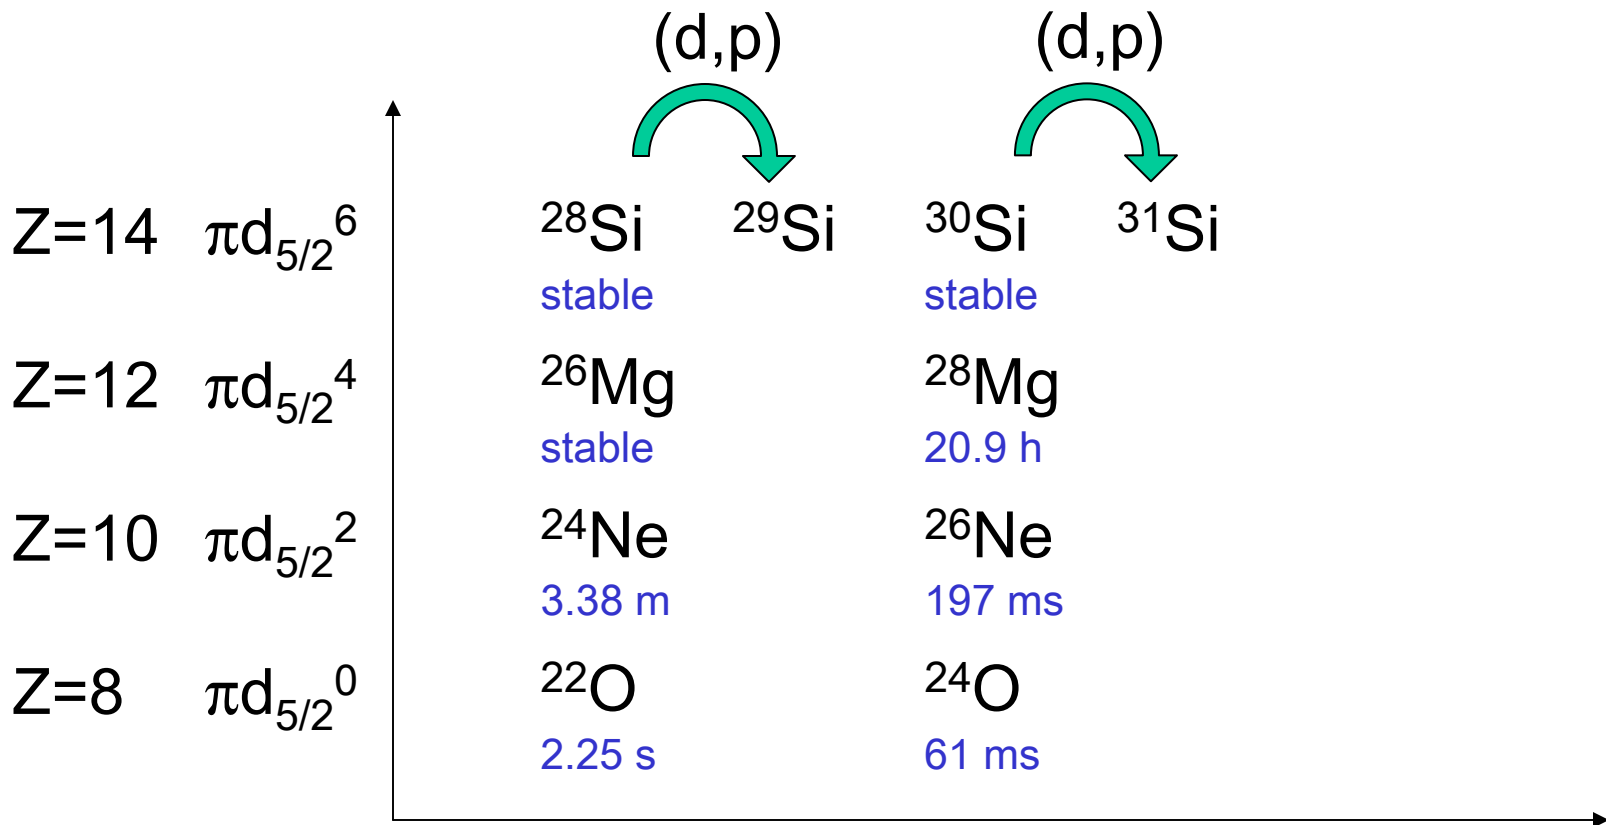 (d,p) (d,p)
Z=14 πd₅/₂⁶ ²⁸Si ²⁹Si ³⁰Si ³¹Si
stable stable
Z=12 πd₅/₂⁴ ²⁶Mg ²⁸Mg
stable 20.9 h
Z=10 πd₅/₂² ²⁴Ne ²⁶Ne
3.38 m 197 ms
Z=8 πd₅/₂⁰ ²²O ²⁴O
2.25 s 61 ms